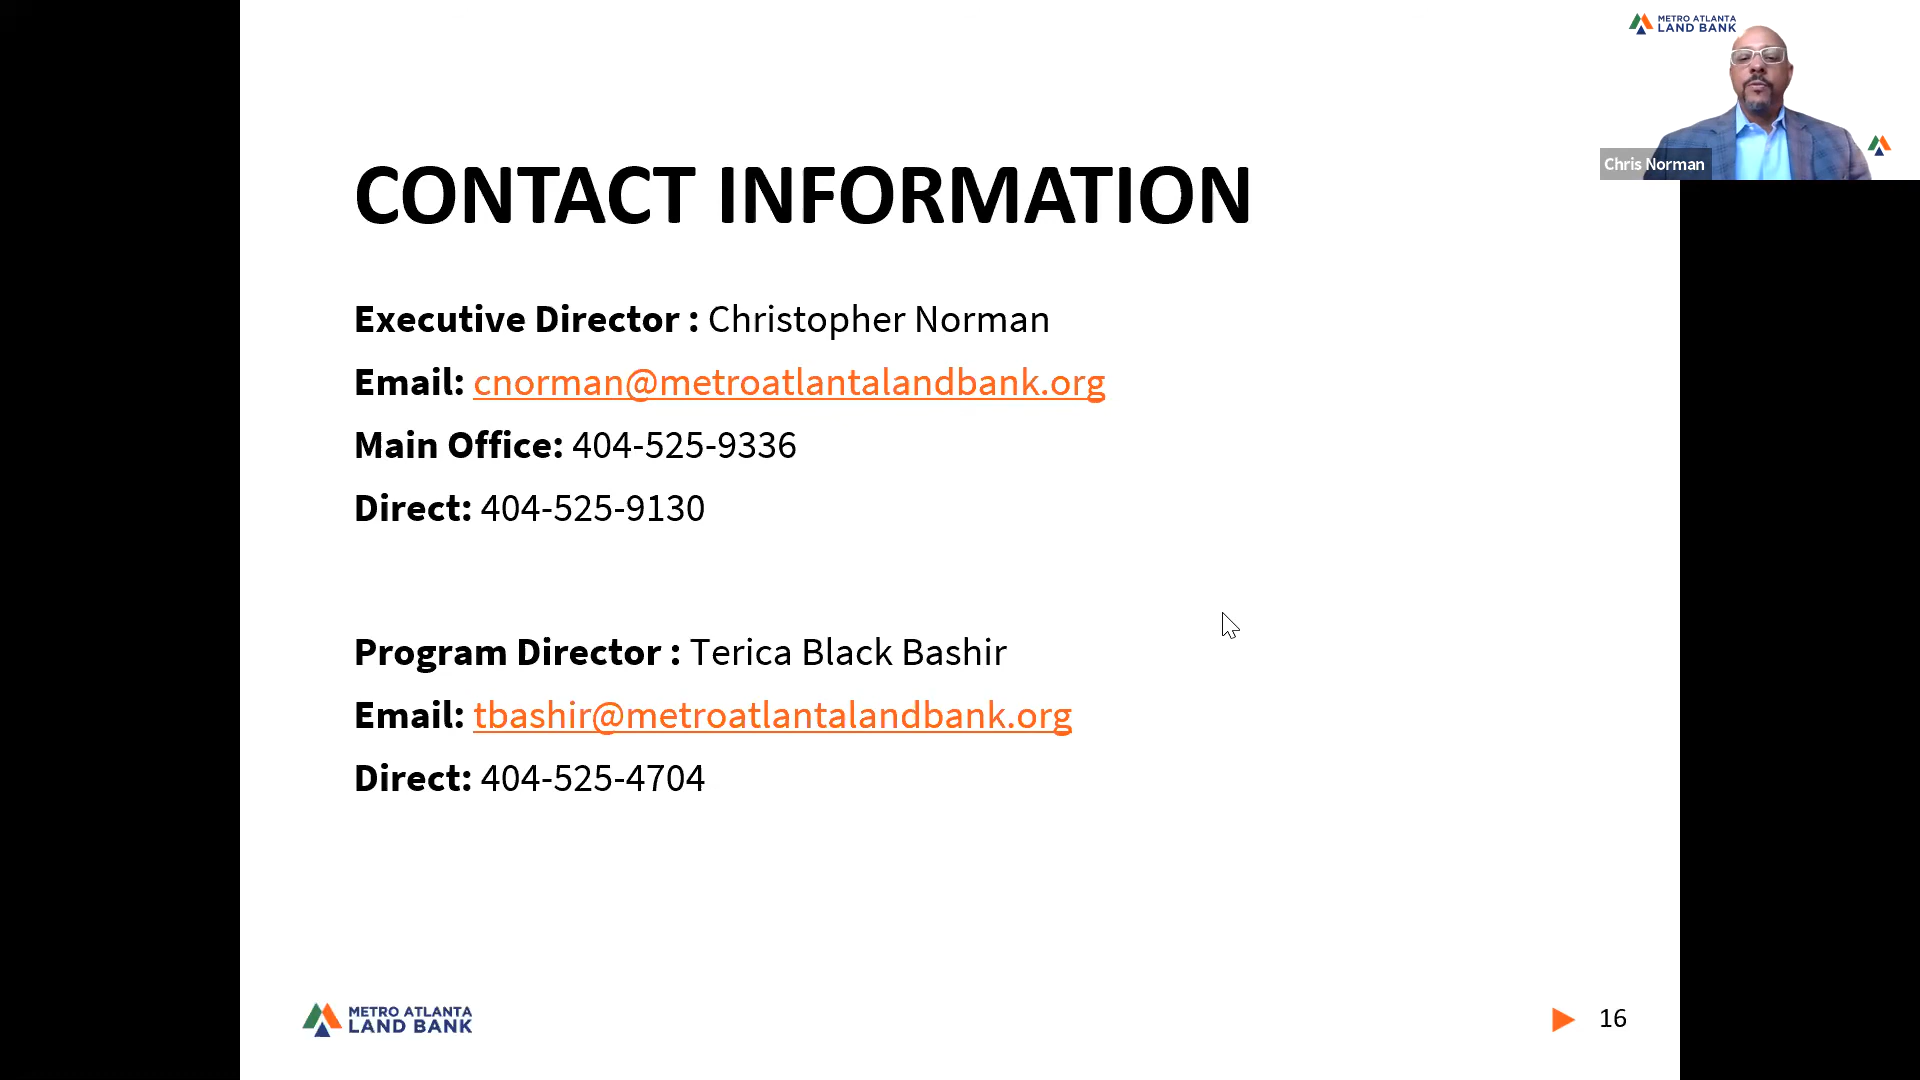 METRO ATLANTA
LAND BANK
Chris Norman
CONTACT INFORMATION
Executive Director : Christopher Norman
Email: cnorman@metroatlantalandbank.org
Main Office: 404-525-9336
Direct: 404-525-9130
Program Director : Terica Black Bashir
Email: tbashir@metroatlantalandbank.org
Direct: 404-525-4704
METRO ATLANTA
LAND BANK
16